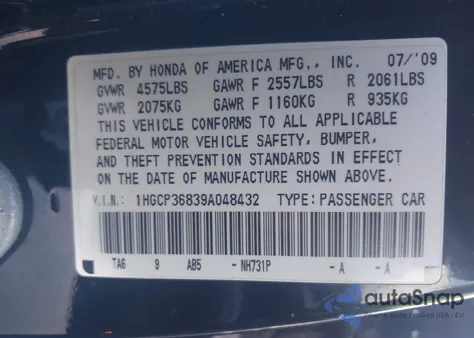 MFD. BY HONDA OF AMERICA MFG., INC. 07/'09
GVWR 4575LBS GAWR F 2557LBS R 2061LBS
GVWR 2075KG GAWR F 1160KG R 935KG
THIS VEHICLE CONFORMS TO ALL APPLICABLE
FEDERAL MOTOR VEHICLE SAFETY, BUMPER,
AND THEFT PREVENTION STANDARDS IN EFFECT
ON THE DATE OF MANUFACTURE SHOWN ABOVE.
V.I.N.: 1HGCP36839A048432 TYPE: PASSENGER CAR
TA6 9 AB5 - NH731P - A - A
autoSnap